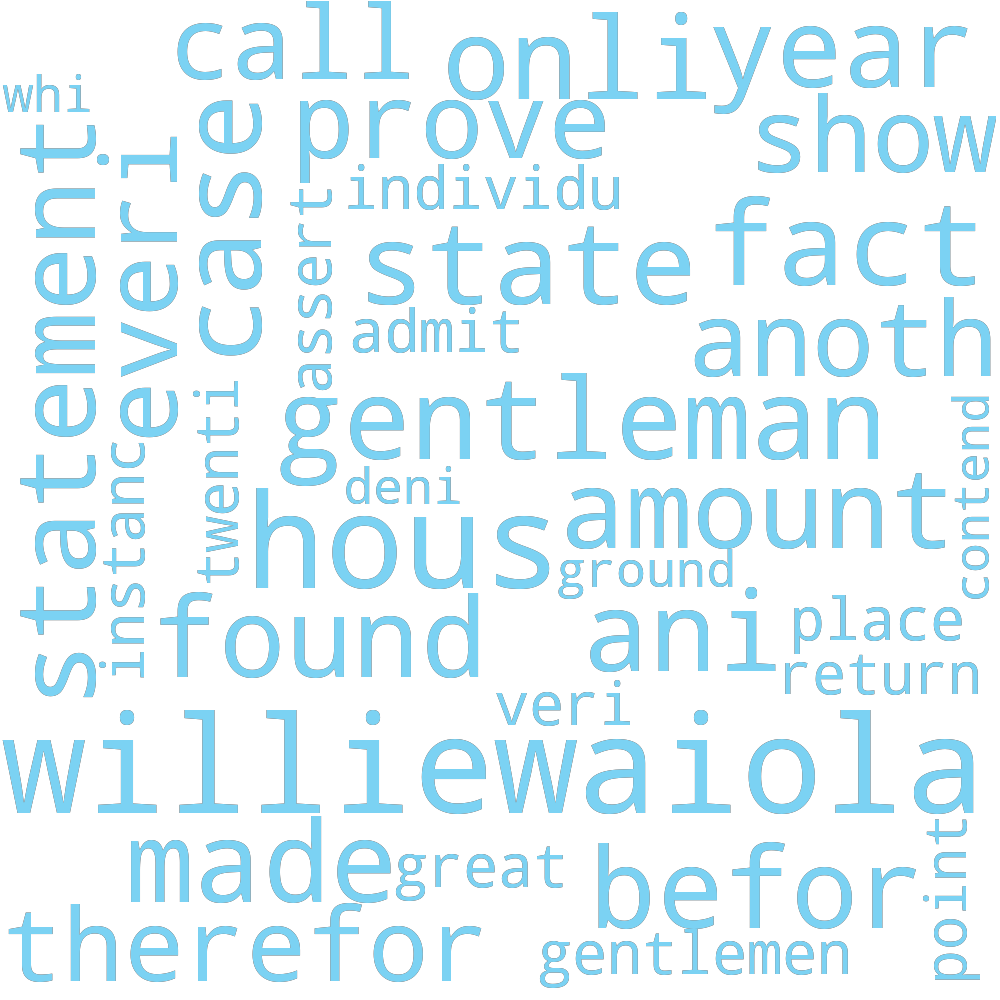 call
onli
year
whi
prove
show
statement
everi
case
individu
assert
state
fact
admit
anoth
gentleman
twenti
contend
instanc
deni
hous
amount
ground
found
ani
place
return
veri
williewaiola
made
great
befor
point
therefor
gentlemen